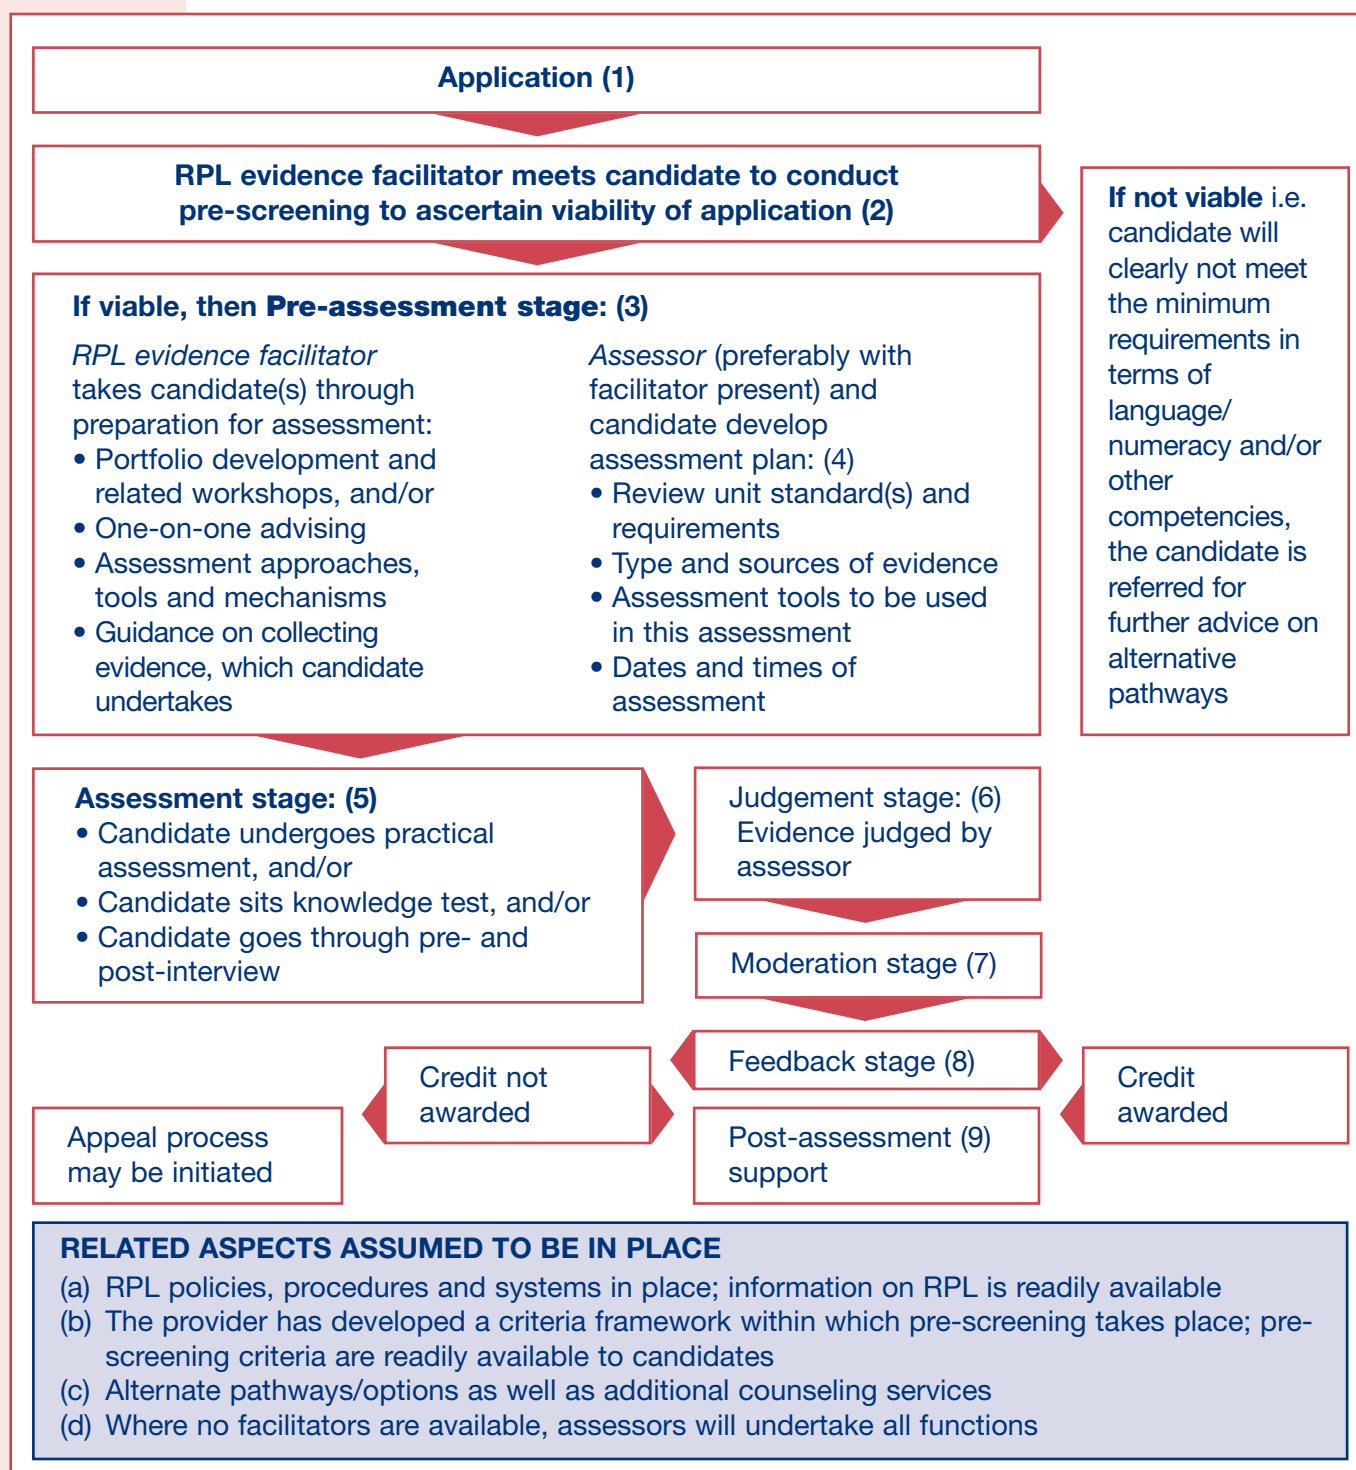 Application (1)
RPL evidence facilitator meets candidate to conduct
pre-screening to ascertain viability of application (2)
If not viable i.e.
candidate will
clearly not meet
the minimum
requirements in
terms of
language/
numeracy and/or
other
competencies,
the candidate is
referred for
further advice on
alternative
pathways
If viable, then Pre-assessment stage: (3)
RPL evidence facilitator
takes candidate(s) through
preparation for assessment:
• Portfolio development and
related workshops, and/or
• One-on-one advising
• Assessment approaches,
tools and mechanisms
• Guidance on collecting
evidence, which candidate
undertakes
Assessor (preferably with
facilitator present) and
candidate develop
assessment plan: (4)
• Review unit standard(s) and
requirements
• Type and sources of evidence
• Assessment tools to be used
in this assessment
• Dates and times of
assessment
Assessment stage: (5)
• Candidate undergoes practical
assessment, and/or
• Candidate sits knowledge test, and/or
• Candidate goes through pre- and
post-interview
Judgement stage: (6)
Evidence judged by
assessor
Moderation stage (7)
Feedback stage (8)
Credit not
awarded
Credit
awarded
Appeal process
may be initiated
Post-assessment (9)
support
RELATED ASPECTS ASSUMED TO BE IN PLACE
(a) RPL policies, procedures and systems in place; information on RPL is readily available
(b) The provider has developed a criteria framework within which pre-screening takes place; pre-
screening criteria are readily available to candidates
(c) Alternate pathways/options as well as additional counseling services
(d) Where no facilitators are available, assessors will undertake all functions